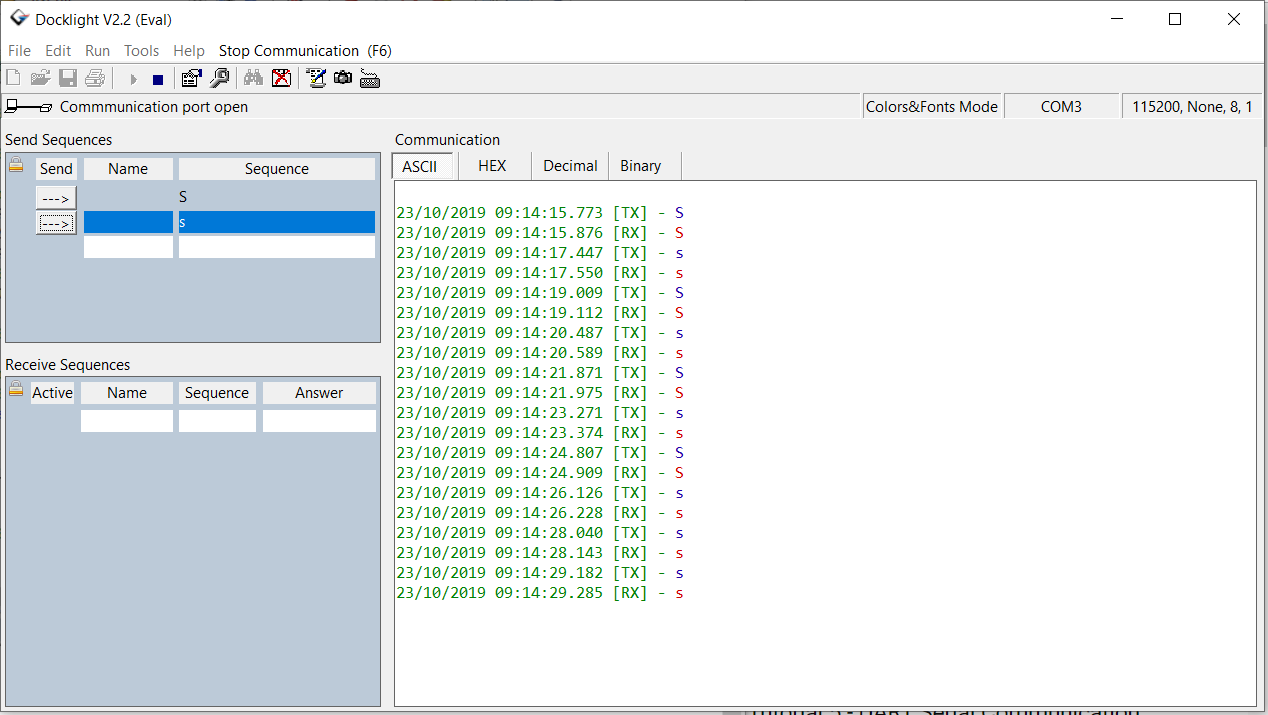 Docklight V2.2 (Eval)
File Edit Run Tools Help Stop Communication (F6)
Commmunication port open
Colors&Fonts Mode
COM3
115200, None, 8, 1
Send Sequences
Send Name Sequence
---> S
---> s
Receive Sequences
Active Name Sequence Answer
Communication
ASCII HEX Decimal Binary
23/10/2019 09:14:15.773 [TX] - S
23/10/2019 09:14:15.876 [RX] - S
23/10/2019 09:14:17.447 [TX] - s
23/10/2019 09:14:17.550 [RX] - s
23/10/2019 09:14:19.009 [TX] - S
23/10/2019 09:14:19.112 [RX] - S
23/10/2019 09:14:20.487 [TX] - s
23/10/2019 09:14:20.589 [RX] - s
23/10/2019 09:14:21.871 [TX] - S
23/10/2019 09:14:21.975 [RX] - S
23/10/2019 09:14:23.271 [TX] - s
23/10/2019 09:14:23.374 [RX] - s
23/10/2019 09:14:24.807 [TX] - S
23/10/2019 09:14:24.909 [RX] - S
23/10/2019 09:14:26.126 [TX] - s
23/10/2019 09:14:26.228 [RX] - s
23/10/2019 09:14:28.040 [TX] - s
23/10/2019 09:14:28.143 [RX] - s
23/10/2019 09:14:29.182 [TX] - s
23/10/2019 09:14:29.285 [RX] - s